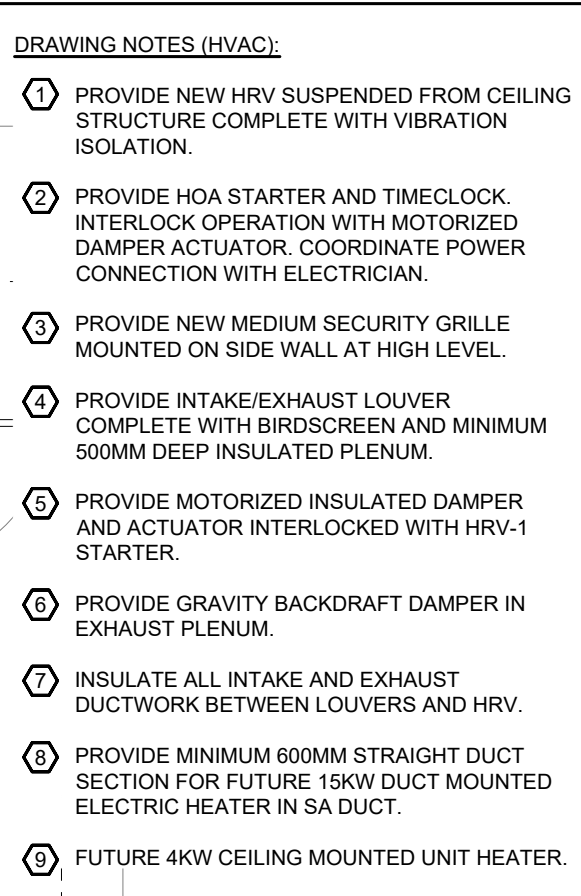 DRAWING NOTES (HVAC):
1 PROVIDE NEW HRV SUSPENDED FROM CEILING
STRUCTURE COMPLETE WITH VIBRATION
ISOLATION.
2 PROVIDE HOA STARTER AND TIMECLOCK.
INTERLOCK OPERATION WITH MOTORIZED
DAMPER ACTUATOR. COORDINATE POWER
CONNECTION WITH ELECTRICIAN.
3 PROVIDE NEW MEDIUM SECURITY GRILLE
MOUNTED ON SIDE WALL AT HIGH LEVEL.
4 PROVIDE INTAKE/EXHAUST LOUVER
COMPLETE WITH BIRDSCREEN AND MINIMUM
500MM DEEP INSULATED PLENUM.
5 PROVIDE MOTORIZED INSULATED DAMPER
AND ACTUATOR INTERLOCKED WITH HRV-1
STARTER.
6 PROVIDE GRAVITY BACKDRAFT DAMPER IN
EXHAUST PLENUM.
7 INSULATE ALL INTAKE AND EXHAUST
DUCTWORK BETWEEN LOUVERS AND HRV.
8 PROVIDE MINIMUM 600MM STRAIGHT DUCT
SECTION FOR FUTURE 15KW DUCT MOUNTED
ELECTRIC HEATER IN SA DUCT.
9 FUTURE 4KW CEILING MOUNTED UNIT HEATER.